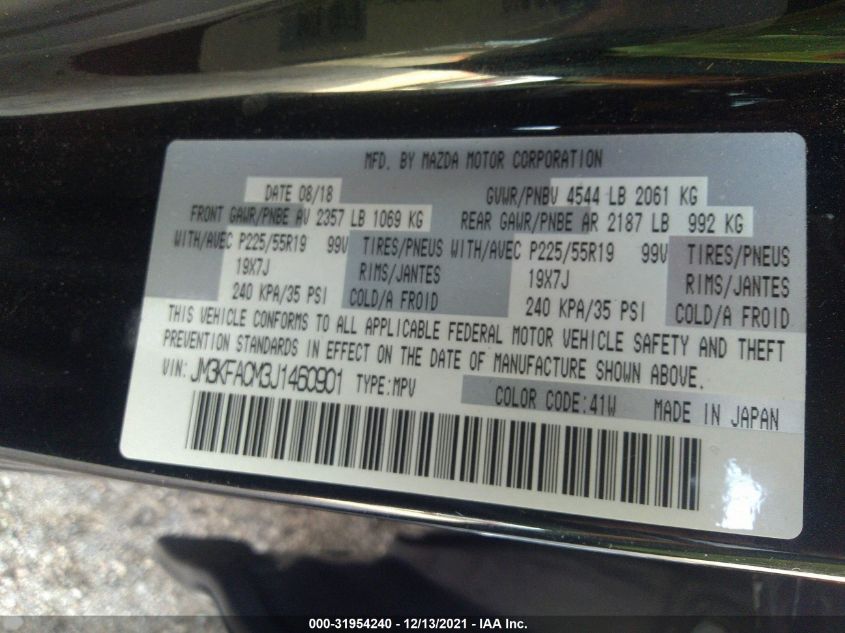 MFD. BY MAZDA MOTOR CORPORATION
DATE 08/18 GVWR/PNBV 4544 LB 2061 KG
FRONT GAWR/PNBE AV 2357 LB 1069 KG REAR GAWR/PNBE AR 2187 LB 992 KG
WITH/AVEC P225/55R19 99V TIRES/PNEUS WITH/AVEC P225/55R19 99V TIRES/PNEUS
19X7J RIMS/JANTES 19X7J RIMS/JANTES
240 KPA/35 PSI COLD/A FROID 240 KPA/35 PSI COLD/A FROID
THIS VEHICLE CONFORMS TO ALL APPLICABLE FEDERAL MOTOR VEHICLE SAFETY AND THEFT
PREVENTION STANDARDS IN EFFECT ON THE DATE OF MANUFACTURE SHOWN ABOVE.
VIN: JM3KFACM3J1460901 TYPE:MPV COLOR CODE:41W MADE IN JAPAN
000-31954240 - 12/13/2021 - IAA Inc.